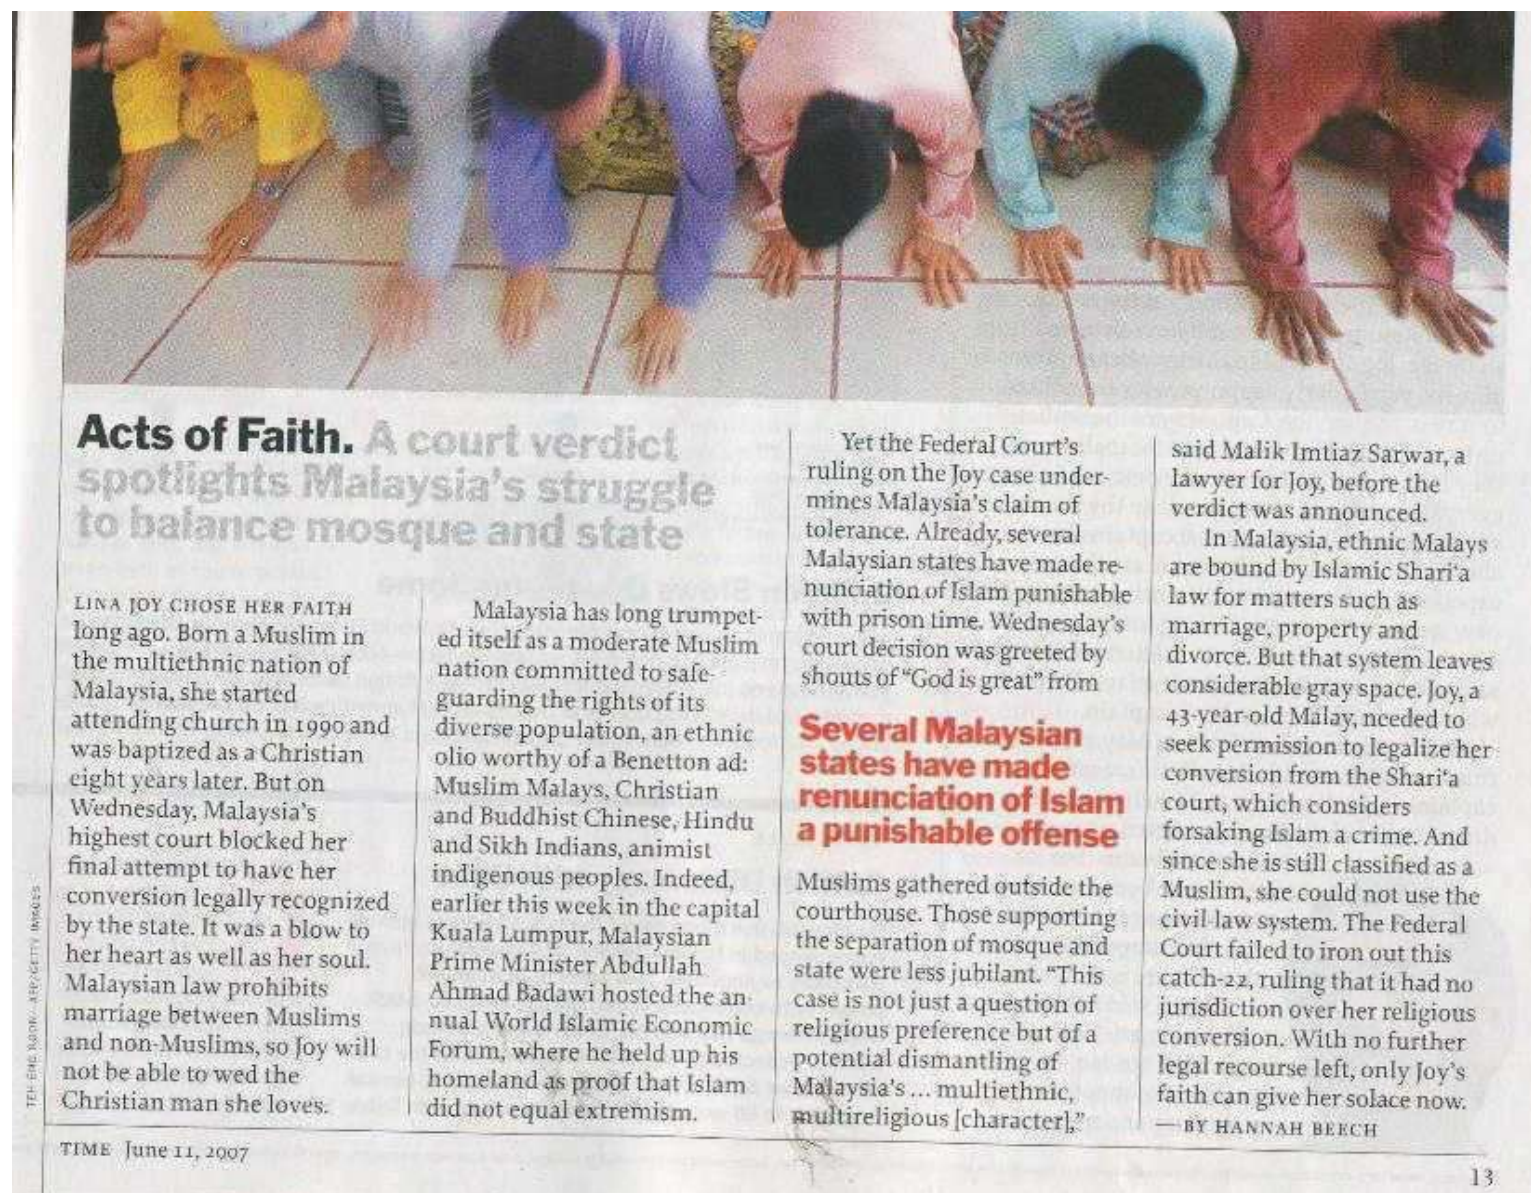 Acts of Faith. A court verdict
spotlights Malaysia's struggle
to balance mosque and state
LINA JOY CHOSE HER FAITH
long ago. Born a Muslim in
the multiethnic nation of
Malaysia, she started
attending church in 1990 and
was baptized as a Christian
eight years later. But on
Wednesday, Malaysia's
highest court blocked her
final attempt to have her
conversion legally recognized
by the state. It was a blow to
her heart as well as her soul.
Malaysian law prohibits
marriage between Muslims
and non-Muslims, so Joy will
not be able to wed the
Christian man she loves.
Malaysia has long trumpet-
ed itself as a moderate Muslim
nation committed to safe-
guarding the rights of its
diverse population, an ethnic
olio worthy of a Benetton ad:
Muslim Malays, Christian
and Buddhist Chinese, Hindu
and Sikh Indians, animist
indigenous peoples. Indeed,
earlier this week in the capital
Kuala Lumpur, Malaysian
Prime Minister Abdullah
Ahmad Badawi hosted the an-
nual World Islamic Economic
Forum, where he held up his
homeland as proof that Islam
did not equal extremism.
Yet the Federal Court's
ruling on the Joy case under-
mines Malaysia's claim of
tolerance. Already, several
Malaysian states have made re-
nunciation of Islam punishable
with prison time. Wednesday's
court decision was greeted by
shouts of "God is great" from
Several Malaysian
states have made
renunciation of Islam
a punishable offense
Muslims gathered outside the
courthouse. Those supporting
the separation of mosque and
state were less jubilant. "This
case is not just a question of
religious preference but of a
potential dismantling of
Malaysia's ... multiethnic,
multireligious [character],"
said Malik Imtiaz Sarwar, a
lawyer for Joy, before the
verdict was announced.
In Malaysia, ethnic Malays
are bound by Islamic Shari'a
law for matters such as
marriage, property and
divorce. But that system leaves
considerable gray space. Joy, a
43-year-old Malay, needed to
seek permission to legalize her
conversion from the Shari'a
court, which considers
forsaking Islam a crime. And
since she is still classified as a
Muslim, she could not use the
civil-law system. The Federal
Court failed to iron out this
catch-22, ruling that it had no
jurisdiction over her religious
conversion. With no further
legal recourse left, only Joy's
faith can give her solace now.
—BY HANNAH BEECH
TEH ENG KOON—AFP/GETTY IMAGES
TIME June 11, 2007
13